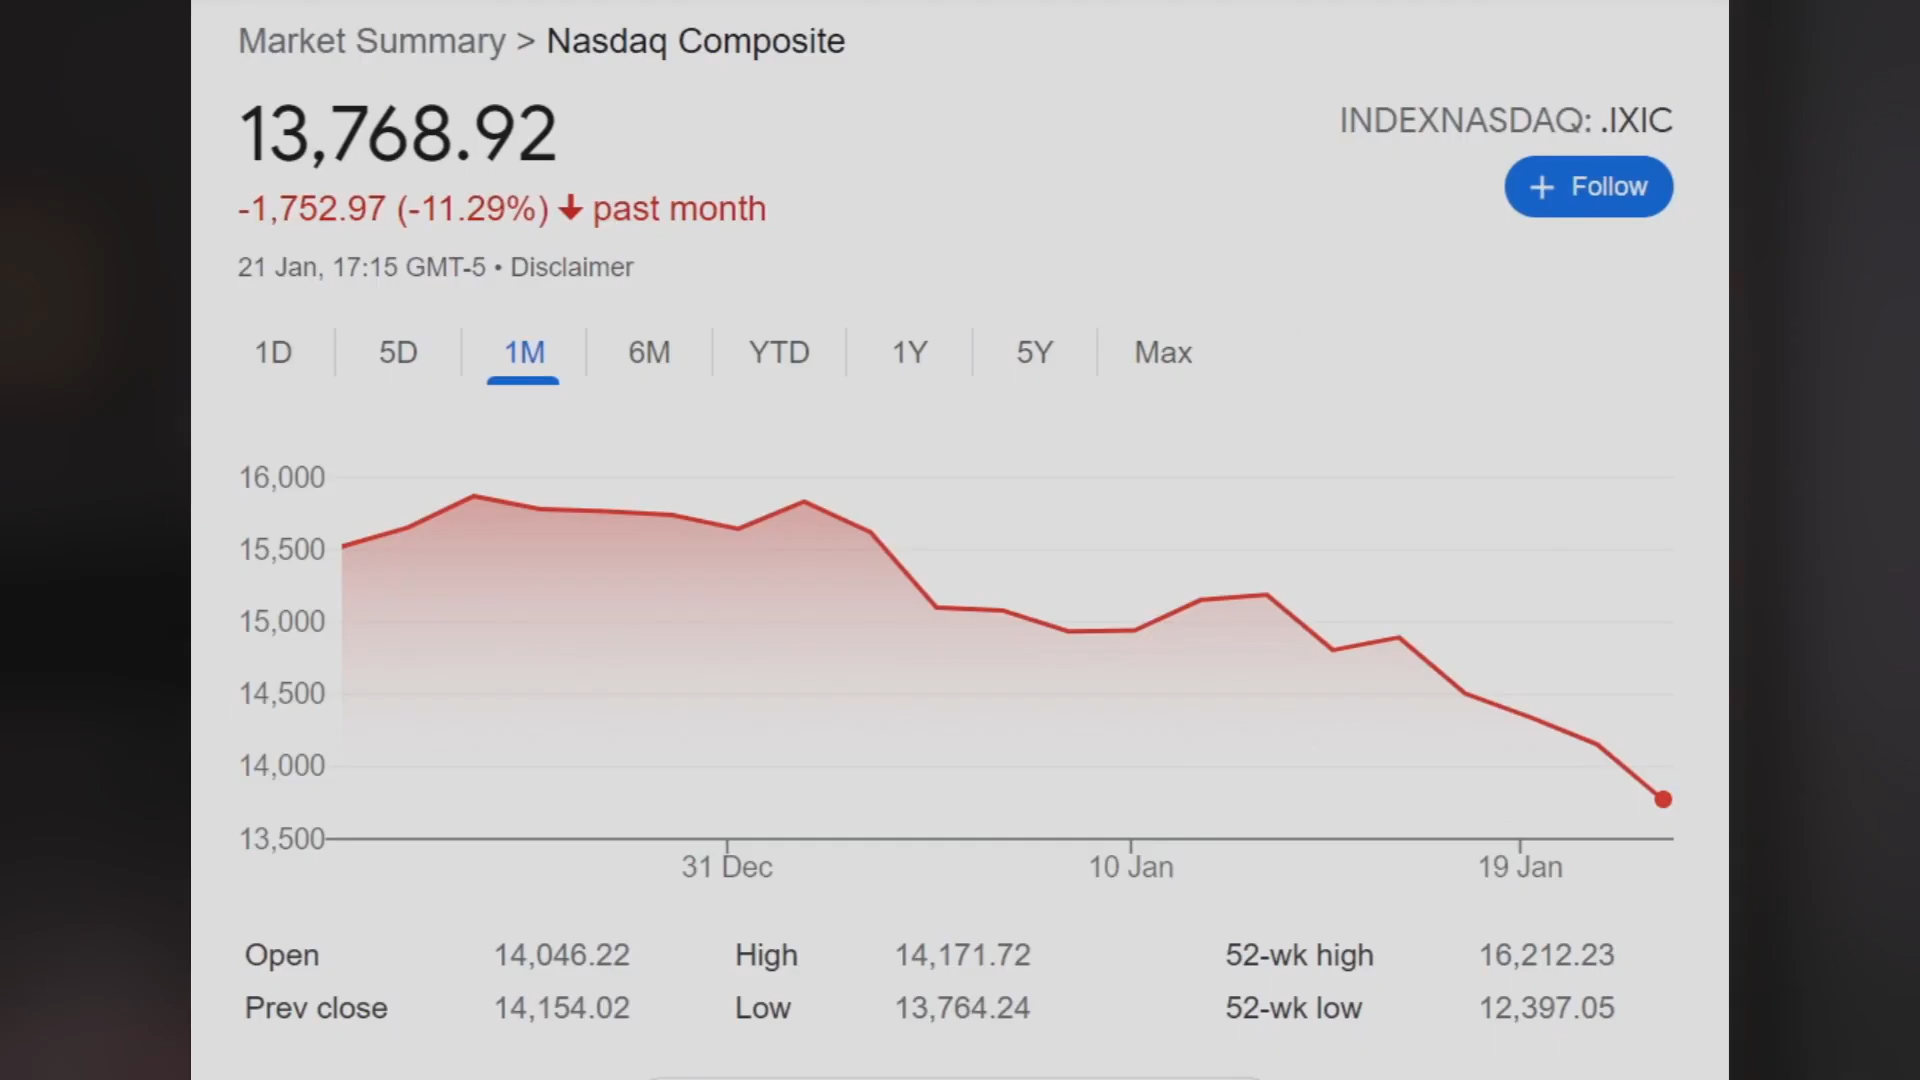 Market Summary > Nasdaq Composite
13,768.92
INDEXNASDAQ: .IXIC
+ Follow
-1,752.97 (-11.29%) ↓ past month
21 Jan, 17:15 GMT-5 • Disclaimer
1D 5D 1M 6M YTD 1Y 5Y Max
16,000
15,500
15,000
14,500
14,000
13,500
31 Dec 10 Jan 19 Jan
Open 14,046.22 High 14,171.72 52-wk high 16,212.23
Prev close 14,154.02 Low 13,764.24 52-wk low 12,397.05